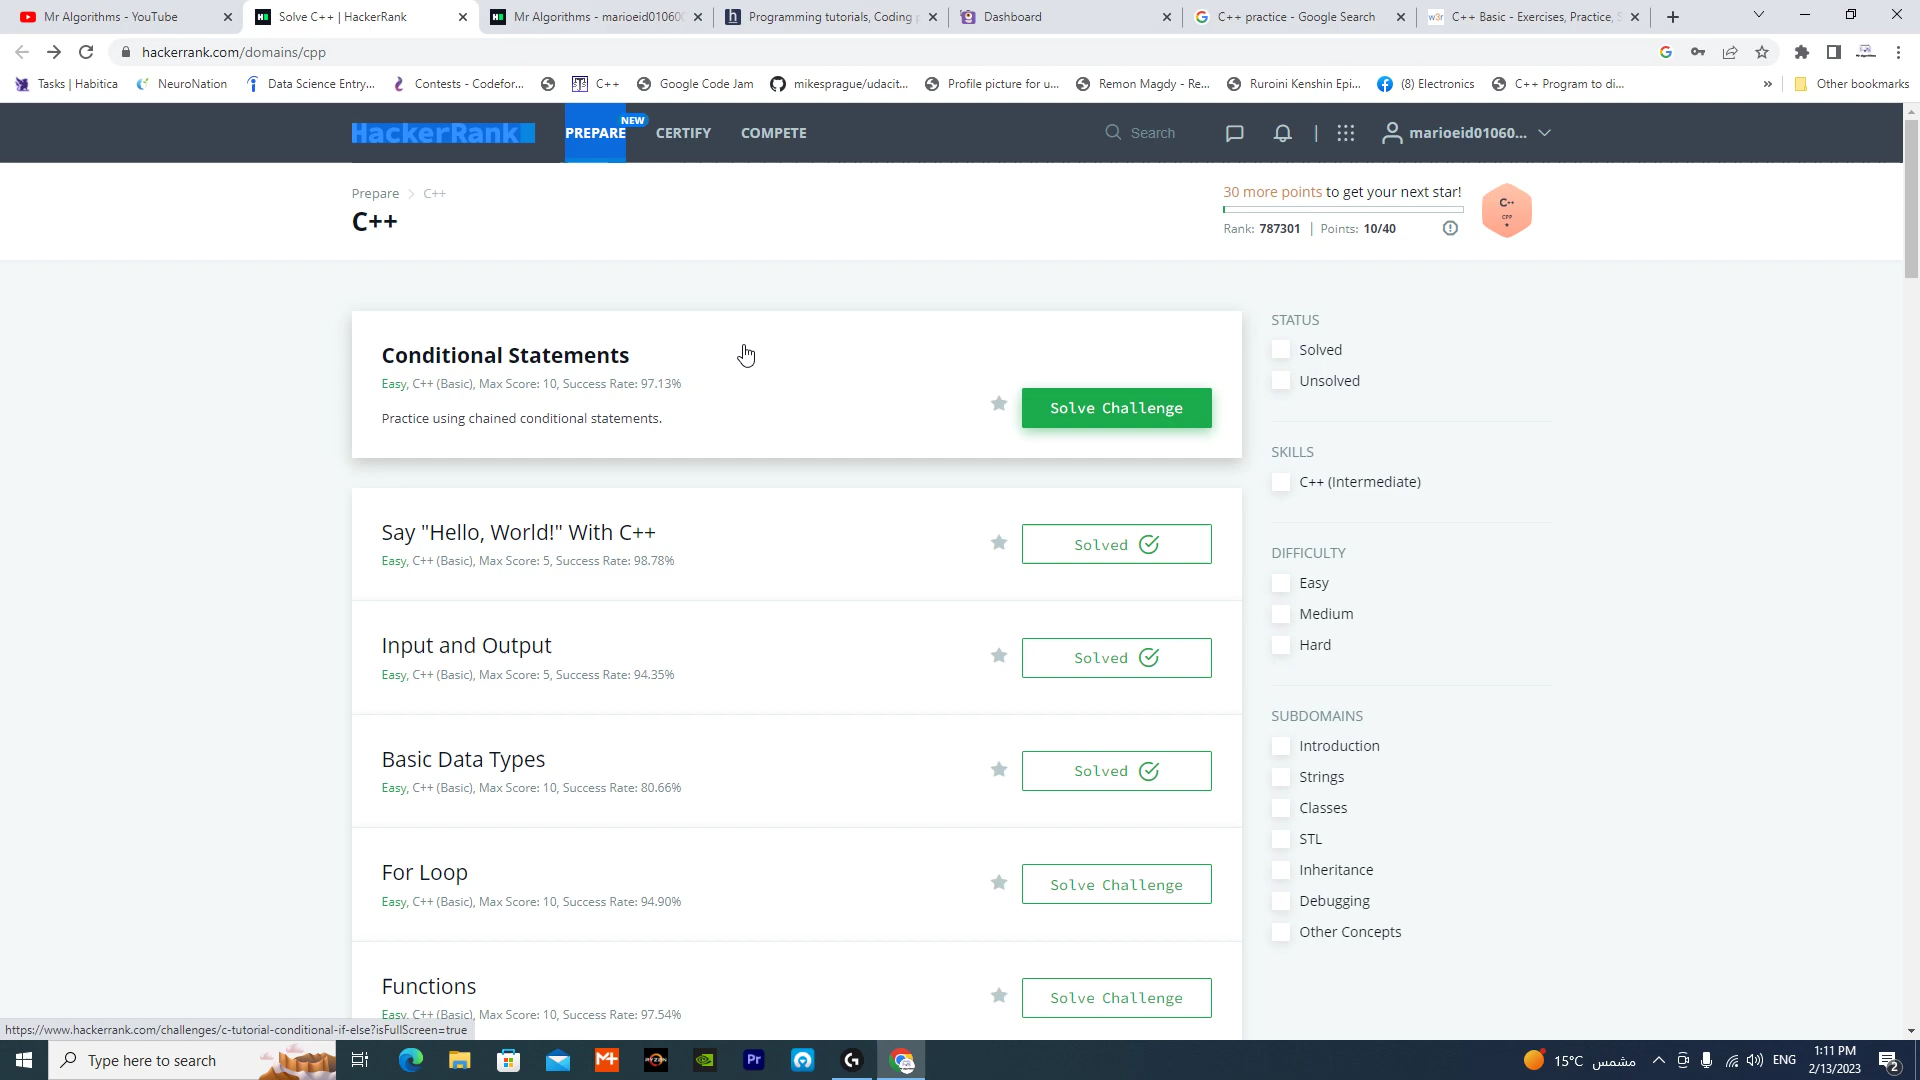 Mr Algorithms - YouTube
Solve C++ | HackerRank
Mr Algorithms - marioeid01060
Programming tutorials, Coding
Dashboard
C++ practice - Google Search
C++ Basic - Exercises, Practice,
hackerrank.com/domains/cpp
Tasks | Habitica
NeuroNation
Data Science Entry...
Contests - Codefor...
C++
Google Code Jam
mikesprague/udacit...
Profile picture for u...
Remon Magdy - Re...
Ruroini Kenshin Epi...
(8) Electronics
C++ Program to di...
»
Other bookmarks
HackerRank
PREPARE
NEW
CERTIFY
COMPETE
Search
marioeid01060...
Prepare > C++
C++
30 more points to get your next star!
Rank: 787301 | Points: 10/40
C++
CPP
Conditional Statements
Easy, C++ (Basic), Max Score: 10, Success Rate: 97.13%
Practice using chained conditional statements.
Solve Challenge
Say "Hello, World!" With C++
Easy, C++ (Basic), Max Score: 5, Success Rate: 98.78%
Solved
Input and Output
Easy, C++ (Basic), Max Score: 5, Success Rate: 94.35%
Solved
Basic Data Types
Easy, C++ (Basic), Max Score: 10, Success Rate: 80.66%
Solved
For Loop
Easy, C++ (Basic), Max Score: 10, Success Rate: 94.90%
Solve Challenge
Functions
Easy, C++ (Basic), Max Score: 10, Success Rate: 97.54%
Solve Challenge
STATUS
Solved
Unsolved
SKILLS
C++ (Intermediate)
DIFFICULTY
Easy
Medium
Hard
SUBDOMAINS
Introduction
Strings
Classes
STL
Inheritance
Debugging
Other Concepts
https://www.hackerrank.com/challenges/c-tutorial-conditional-if-else?isFullScreen=true
Type here to search
M+
RYZEN
Pr
15°C مشمس
ENG
1:11 PM
2/13/2023
2